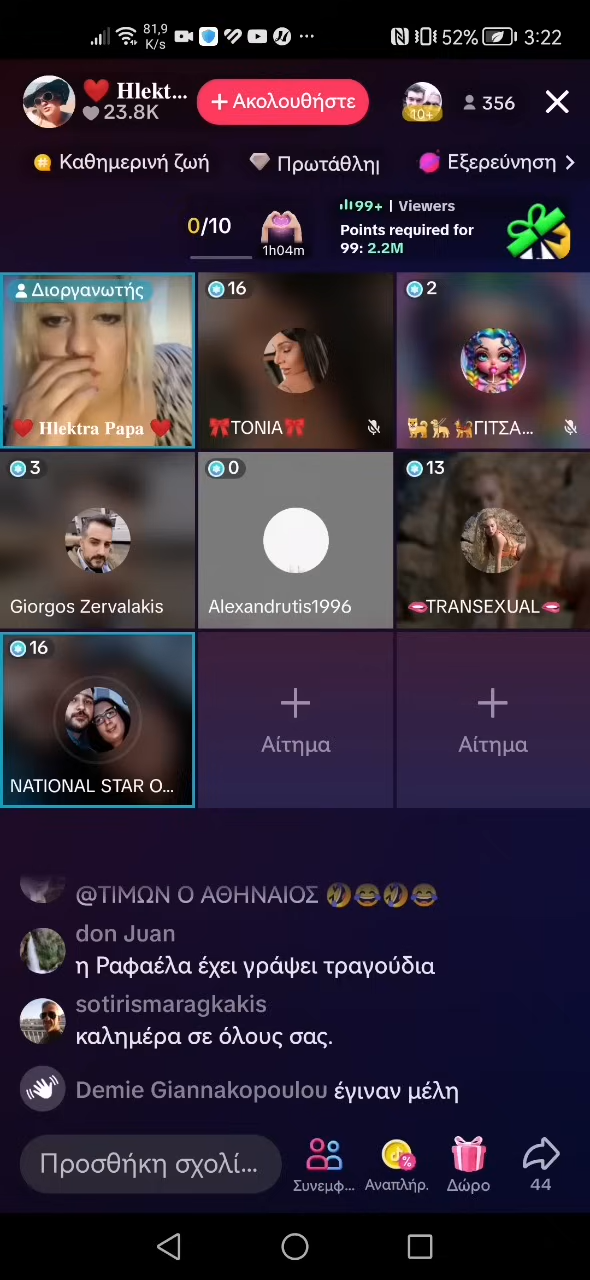 81,9
K/s
52%
3:22
❤️ Hlekt...
23.8K
+ Ακολουθήστε
10+
356
Καθημερινή ζωή
Πρωτάθλη
Εξερεύνηση >
0/10
1h04m
99+ | Viewers
Points required for
99: 2.2M
Διοργανωτής
❤️ Hlektra Papa ❤️
16
🎀TONIA🎀
2
🐕🐩🐈ΓΙΤΣΑ...
3
Giorgos Zervalakis
0
Alexandrutis1996
13
🫦TRANSEXUAL🫦
16
NATIONAL STAR O...
+
Αίτημα
+
Αίτημα
@ΤΙΜΩΝ Ο ΑΘΗΝΑΙΟΣ 🤣😂🤣😂
don Juan
η Ραφαέλα έχει γράψει τραγούδια
sotirismaragkakis
καλημέρα σε όλους σας.
Demie Giannakopoulou έγιναν μέλη
Προσθήκη σχολί...
Συνεμφ...
Αναπλήρ.
Δώρο
44